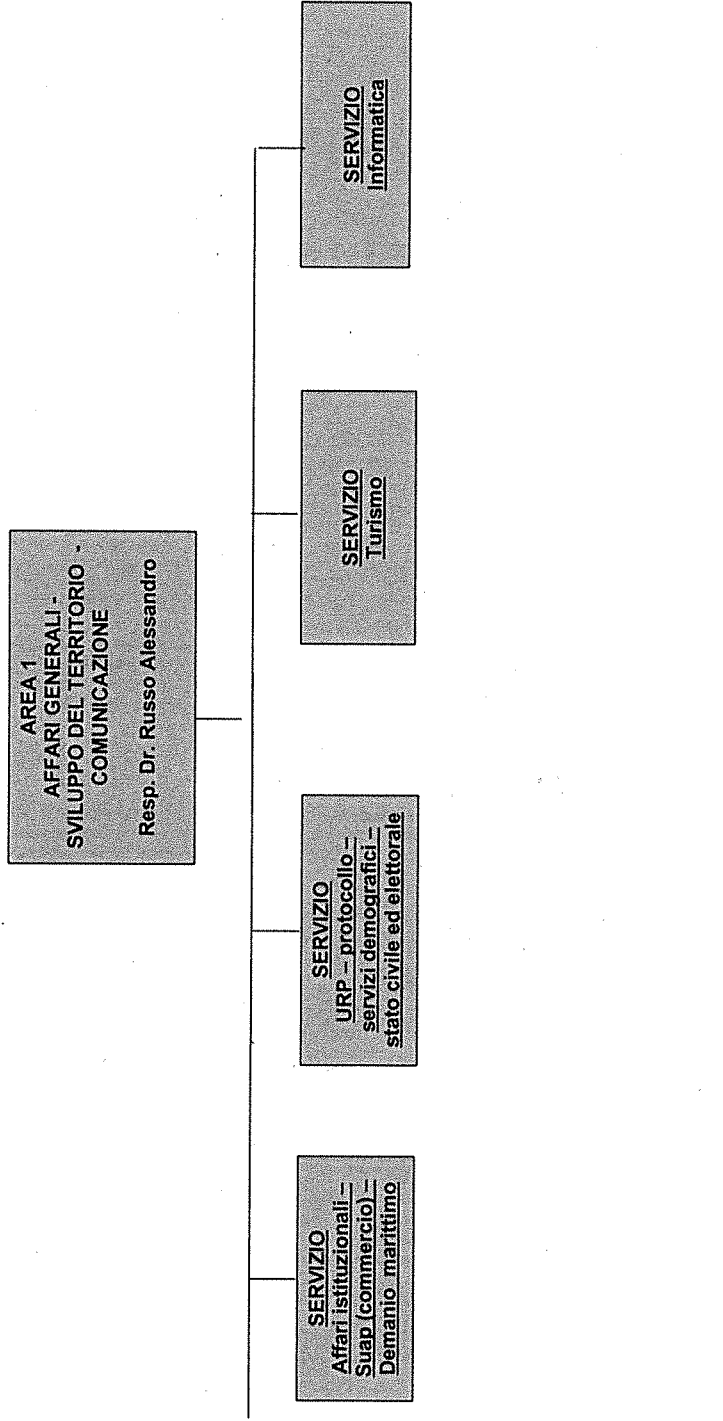 AREA 1
AFFARI GENERALI -
SVILUPPO DEL TERRITORIO -
COMUNICAZIONE
Resp. Dr. Russo Alessandro
SERVIZIO
Affari istituzionali –
Suap (commercio) –
Demanio marittimo
SERVIZIO
URP – protocollo –
servizi demografici –
stato civile ed elettorale
SERVIZIO
Turismo
SERVIZIO
Informatica